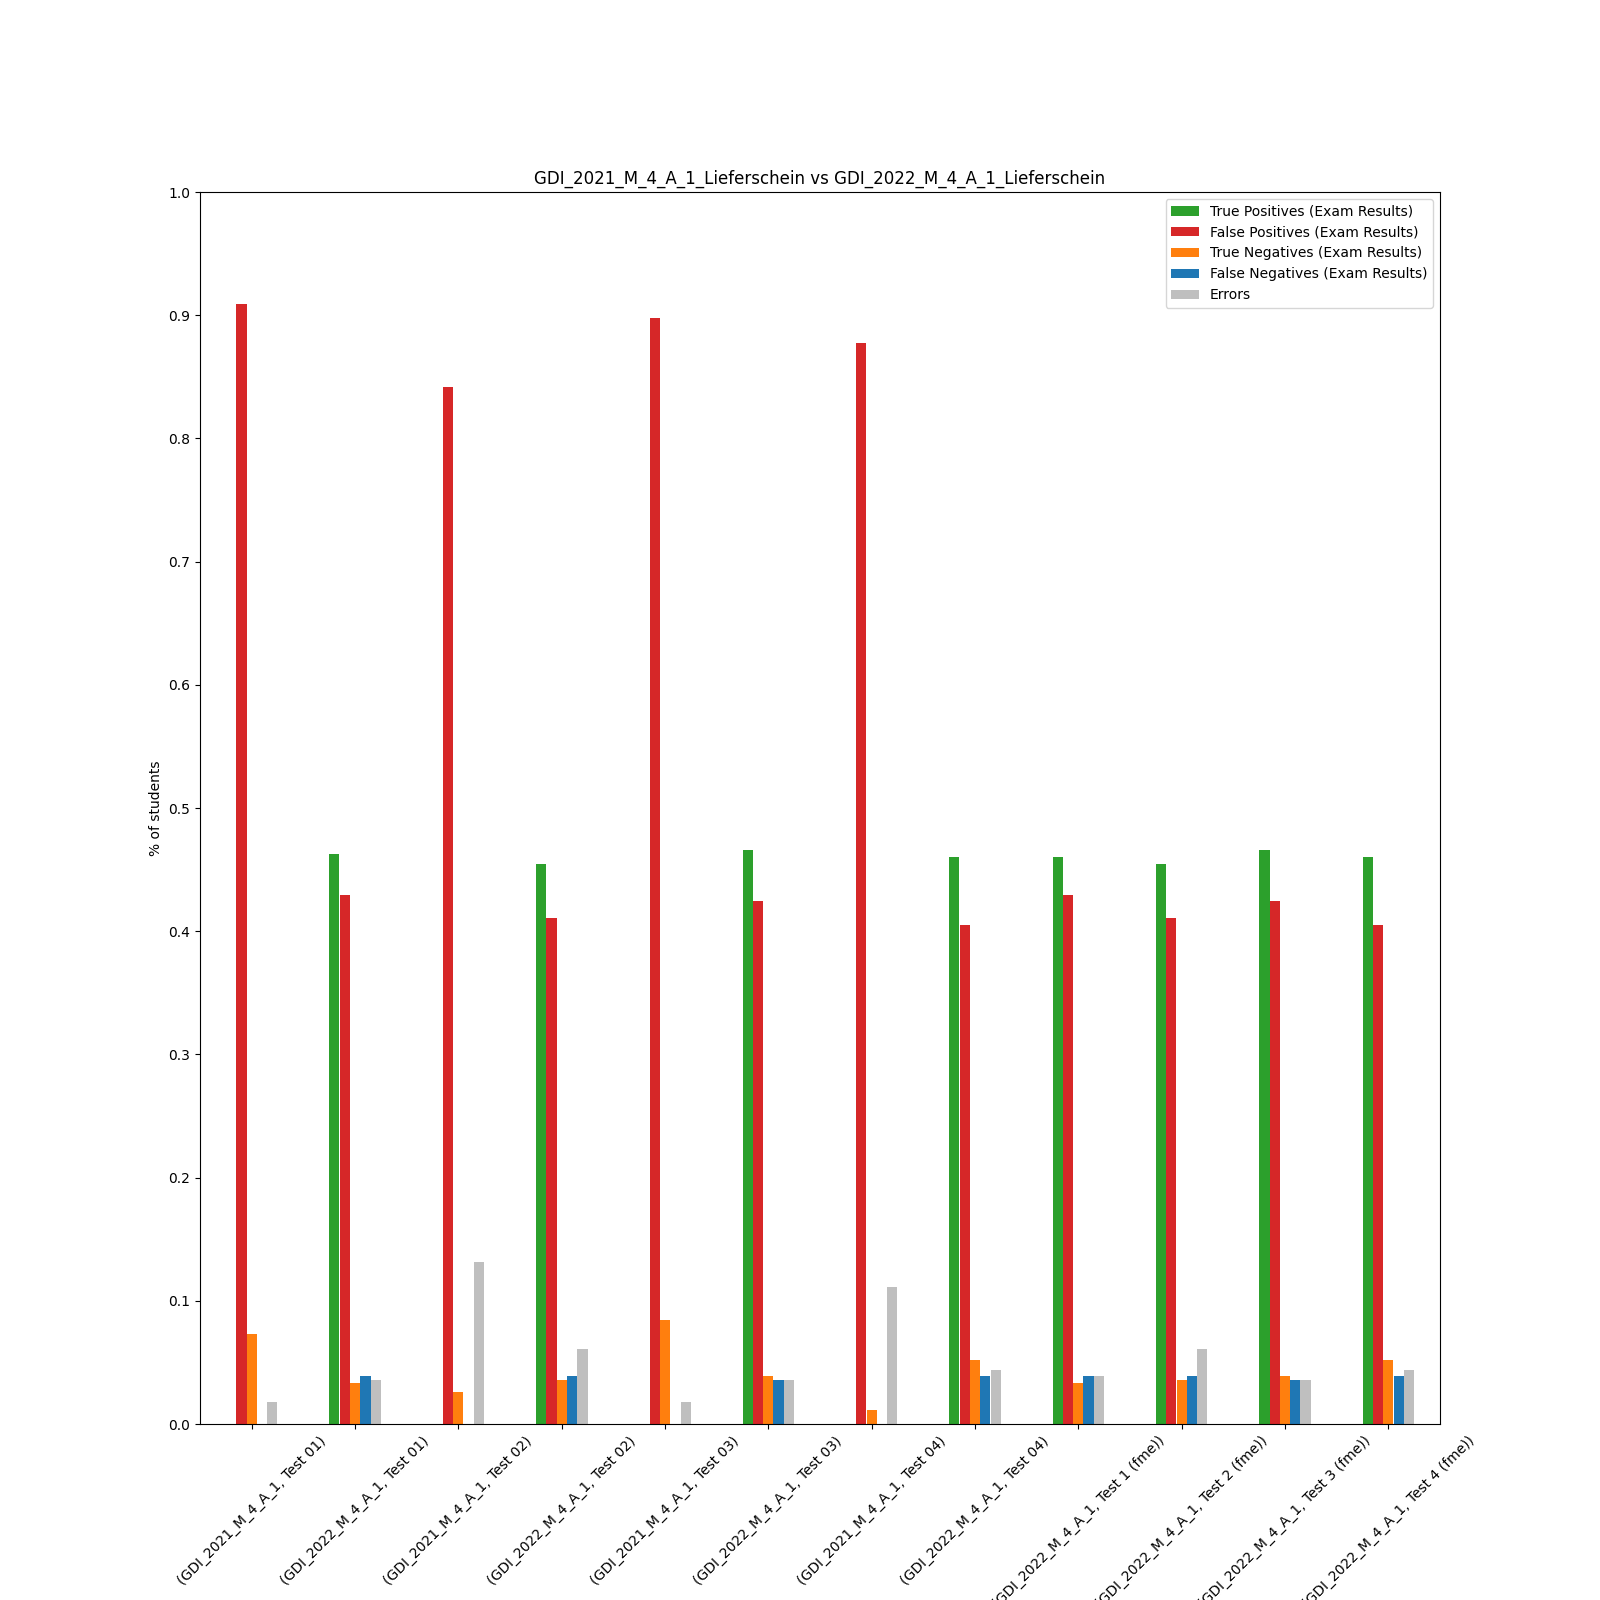 GDI_2021_M_4_A_1_Lieferschein vs GDI_2022_M_4_A_1_Lieferschein
True Positives (Exam Results)
False Positives (Exam Results)
True Negatives (Exam Results)
False Negatives (Exam Results)
Errors
% of students
1.0
0.9
0.8
0.7
0.6
0.5
0.4
0.3
0.2
0.1
0.0
(GDI_2021_M_4_A_1, Test 01)
(GDI_2022_M_4_A_1, Test 01)
(GDI_2021_M_4_A_1, Test 02)
(GDI_2022_M_4_A_1, Test 02)
(GDI_2021_M_4_A_1, Test 03)
(GDI_2022_M_4_A_1, Test 03)
(GDI_2021_M_4_A_1, Test 04)
(GDI_2022_M_4_A_1, Test 04)
(GDI_2022_M_4_A_1, Test 1 (fme))
(GDI_2022_M_4_A_1, Test 2 (fme))
(GDI_2022_M_4_A_1, Test 3 (fme))
(GDI_2022_M_4_A_1, Test 4 (fme))